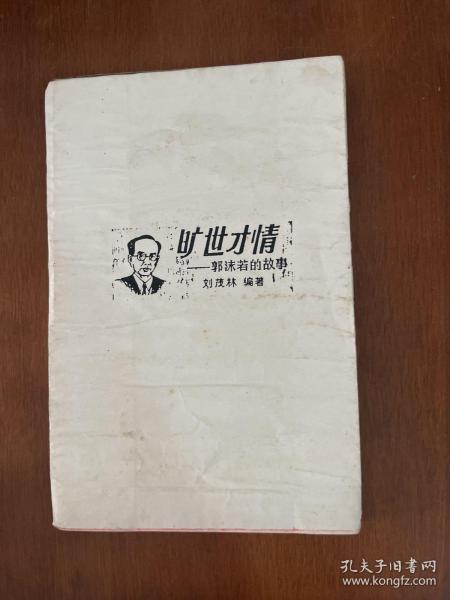 旷世才情
——郭沫若的故事
刘茂林 编著
孔夫子旧书网
www.kongfz.com